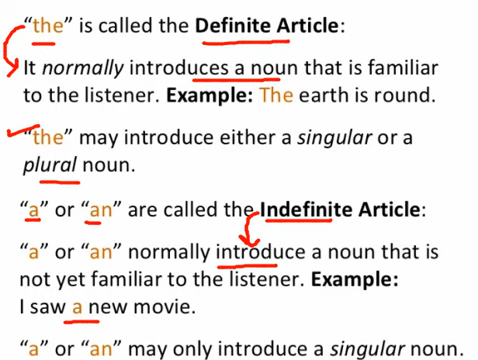 “the” is called the Definite Article:
It normally introduces a noun that is familiar
to the listener. Example: The earth is round.
“the” may introduce either a singular or a
plural noun.
“a” or “an” are called the Indefinite Article:
“a” or “an” normally introduce a noun that is
not yet familiar to the listener. Example:
I saw a new movie.
“a” or “an” may only introduce a singular noun.